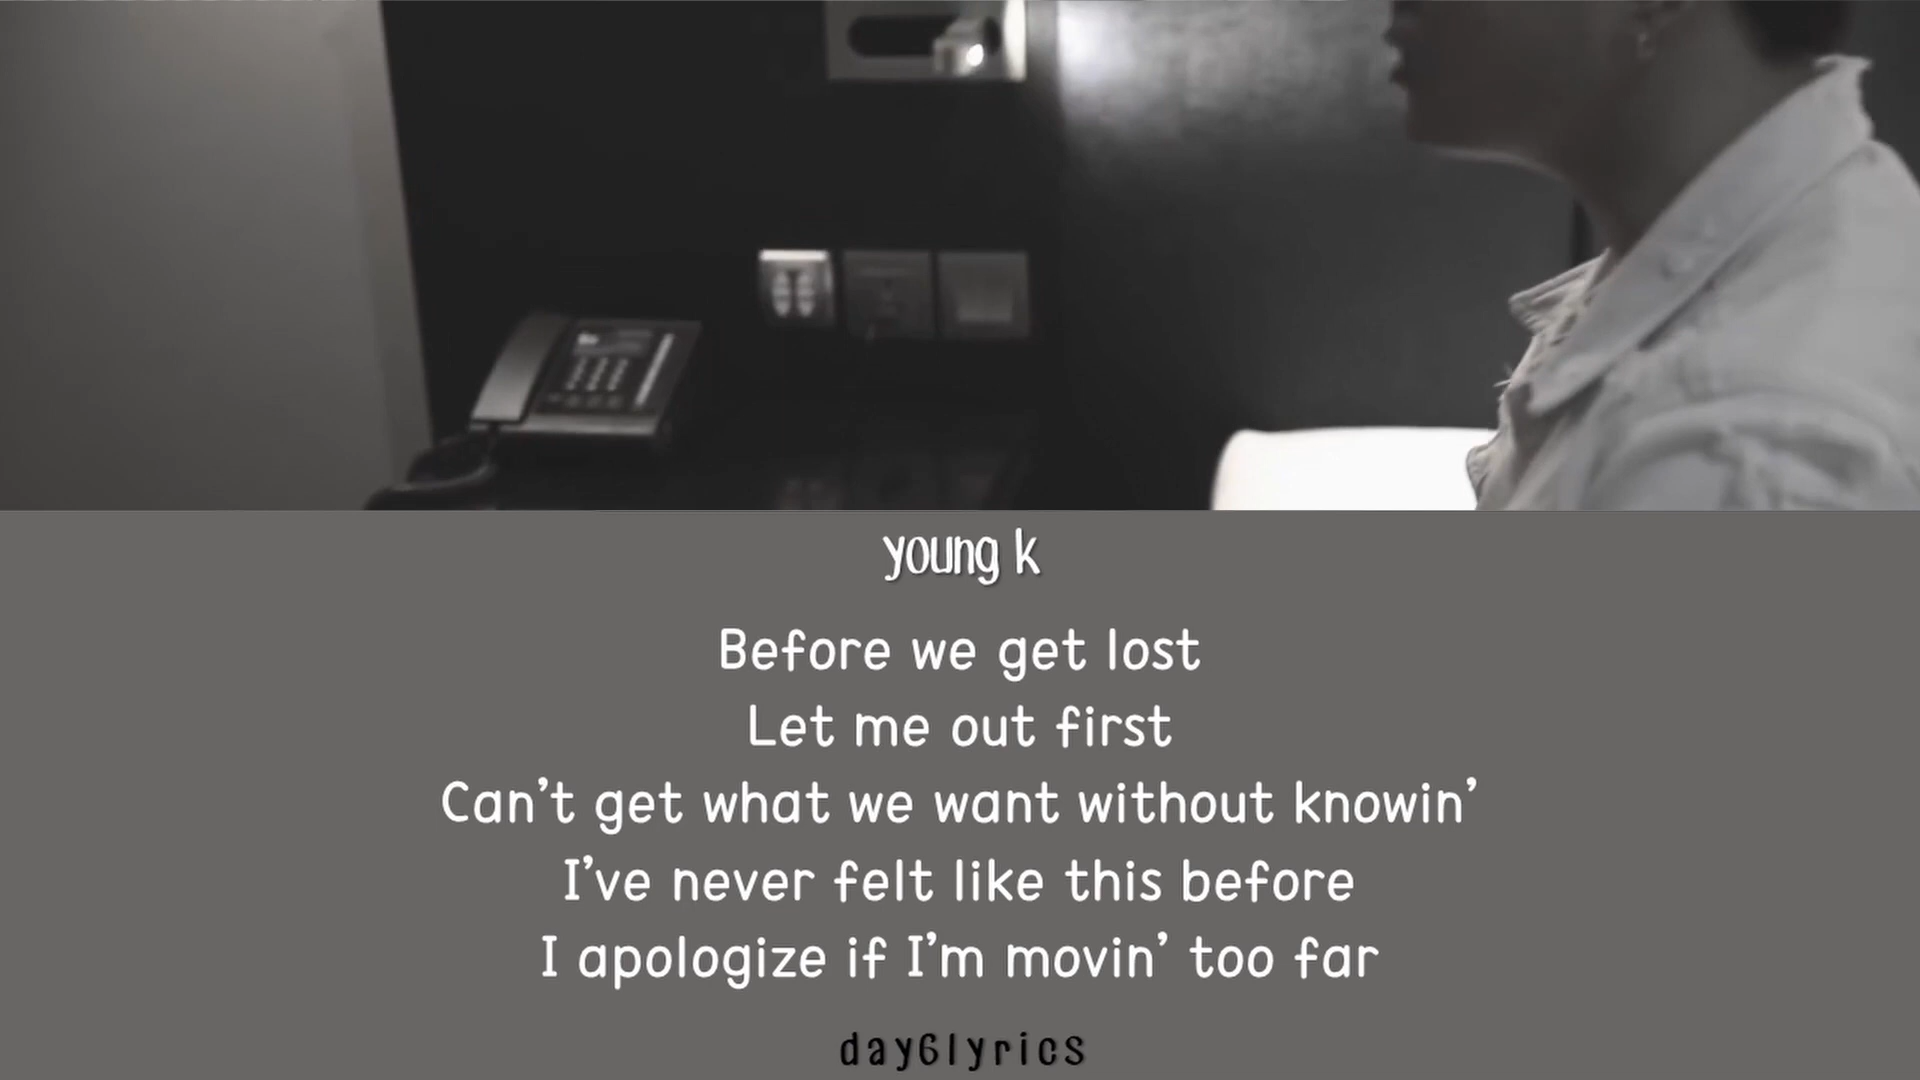 young k
Before we get lost
Let me out first
Can't get what we want without knowin'
I've never felt like this before
I apologize if I'm movin' too far
day6lyrics